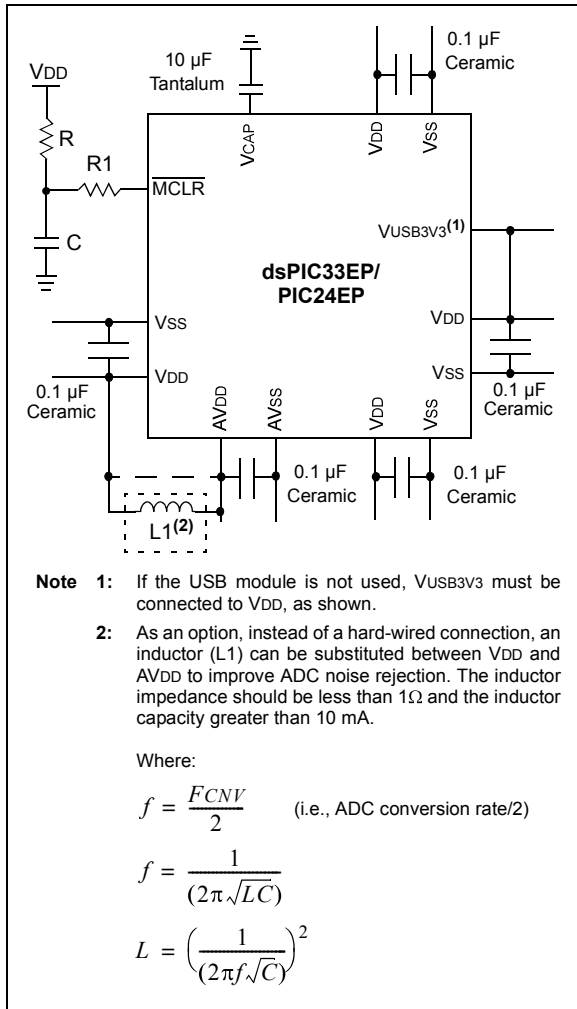 10 µF
Tantalum
0.1 µF
Ceramic
VDD
R
R1
C
VCAP
VDD
VSS
MCLR
VUSB3V3(1)
dsPIC33EP/
PIC24EP
VSS
VDD
VDD
VSS
0.1 µF
Ceramic
0.1 µF
Ceramic
AVDD
AVSS
VDD
VSS
0.1 µF
Ceramic
0.1 µF
Ceramic
L1(2)
Note 1: If the USB module is not used, VUSB3V3 must be
connected to VDD, as shown.
2: As an option, instead of a hard-wired connection, an
inductor (L1) can be substituted between VDD and
AVDD to improve ADC noise rejection. The inductor
impedance should be less than 1Ω and the inductor
capacity greater than 10 mA.
Where:
f = FCNV/2 (i.e., ADC conversion rate/2)
f = 1/(2π√LC)
L = (1/(2πf√C))²